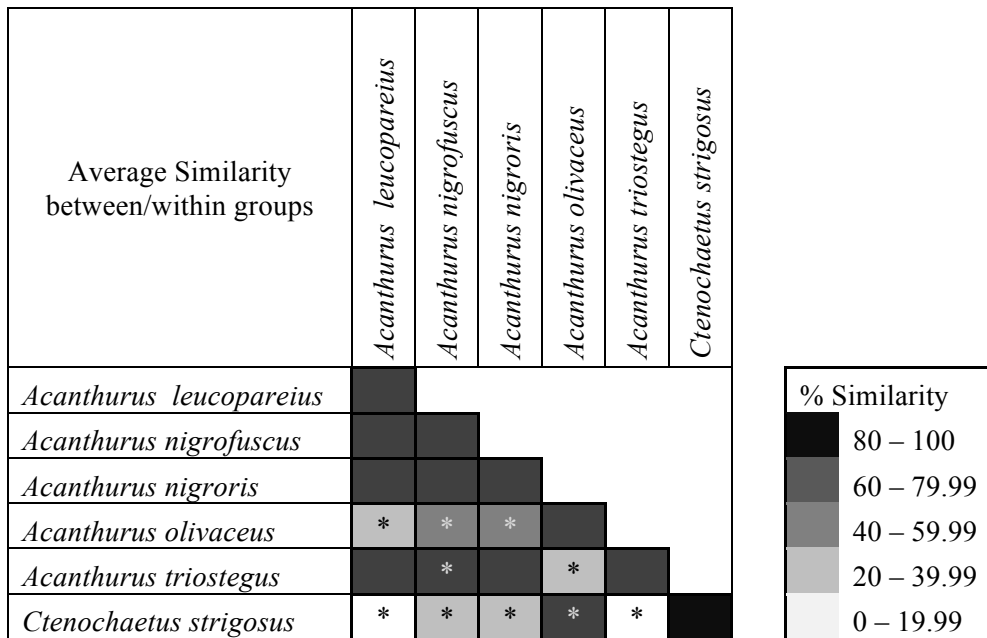 Average Similarity
between/within groups
Acanthurus leucopareius
Acanthurus nigrofuscus
Acanthurus nigroris
Acanthurus olivaceus
Acanthurus triostegus
Ctenochaetus strigosus
Acanthurus leucopareius
Acanthurus nigrofuscus
Acanthurus nigroris
Acanthurus olivaceus * * *
Acanthurus triostegus * *
Ctenochaetus strigosus * * * * *
% Similarity
80 – 100
60 – 79.99
40 – 59.99
20 – 39.99
0 – 19.99